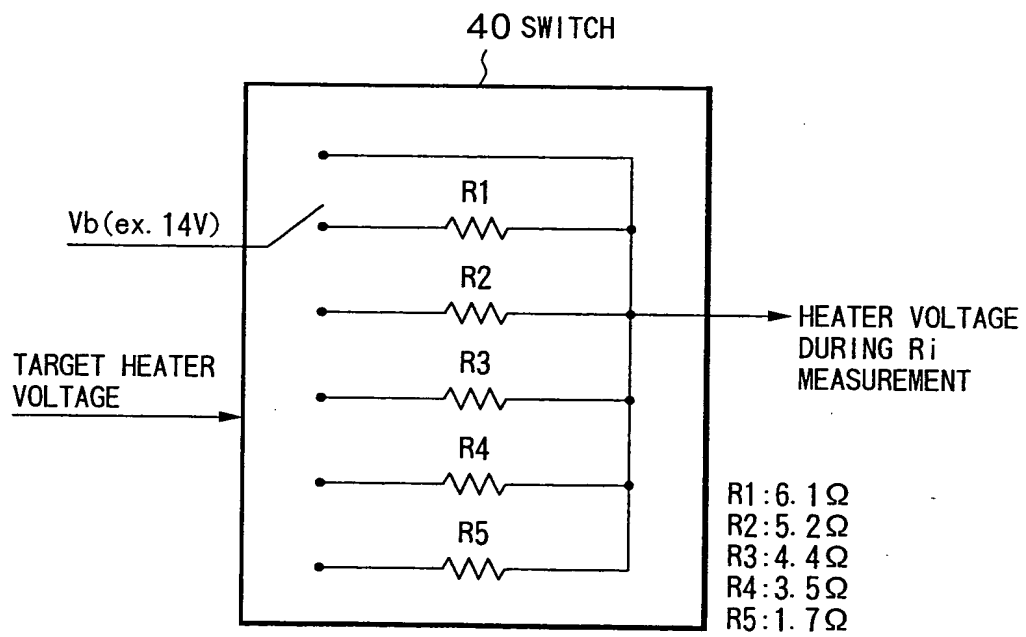 40 SWITCH
R1
Vb(ex. 14V)
R2
HEATER VOLTAGE
DURING Ri
MEASUREMENT
TARGET HEATER
VOLTAGE
R3
R4
R5
R1:6. 1Ω
R2:5. 2Ω
R3:4. 4Ω
R4:3. 5Ω
R5:1. 7Ω